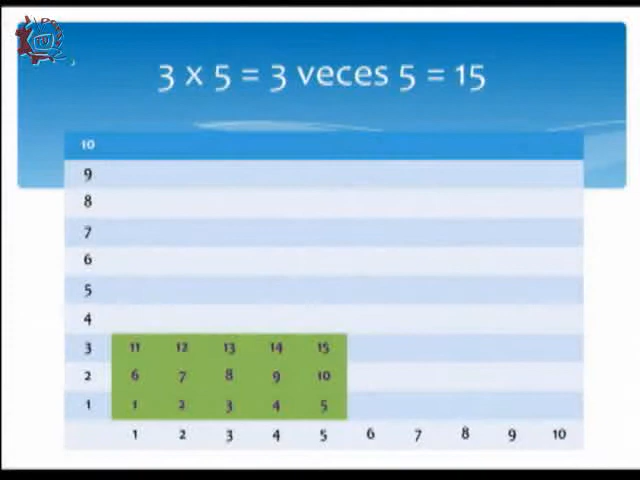 3 x 5 = 3 veces 5 = 15
10
9
8
7
6
5
4
3 11 12 13 14 15
2 6 7 8 9 10
1 1 2 3 4 5
1 2 3 4 5 6 7 8 9 10